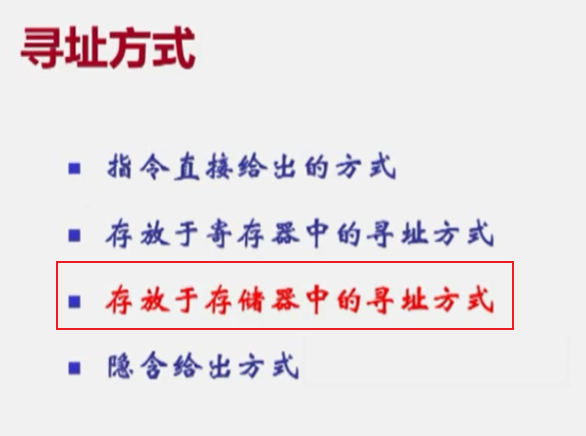 寻址方式
指令直接给出的方式
存放于寄存器中的寻址方式
存放于存储器中的寻址方式
隐含给出方式